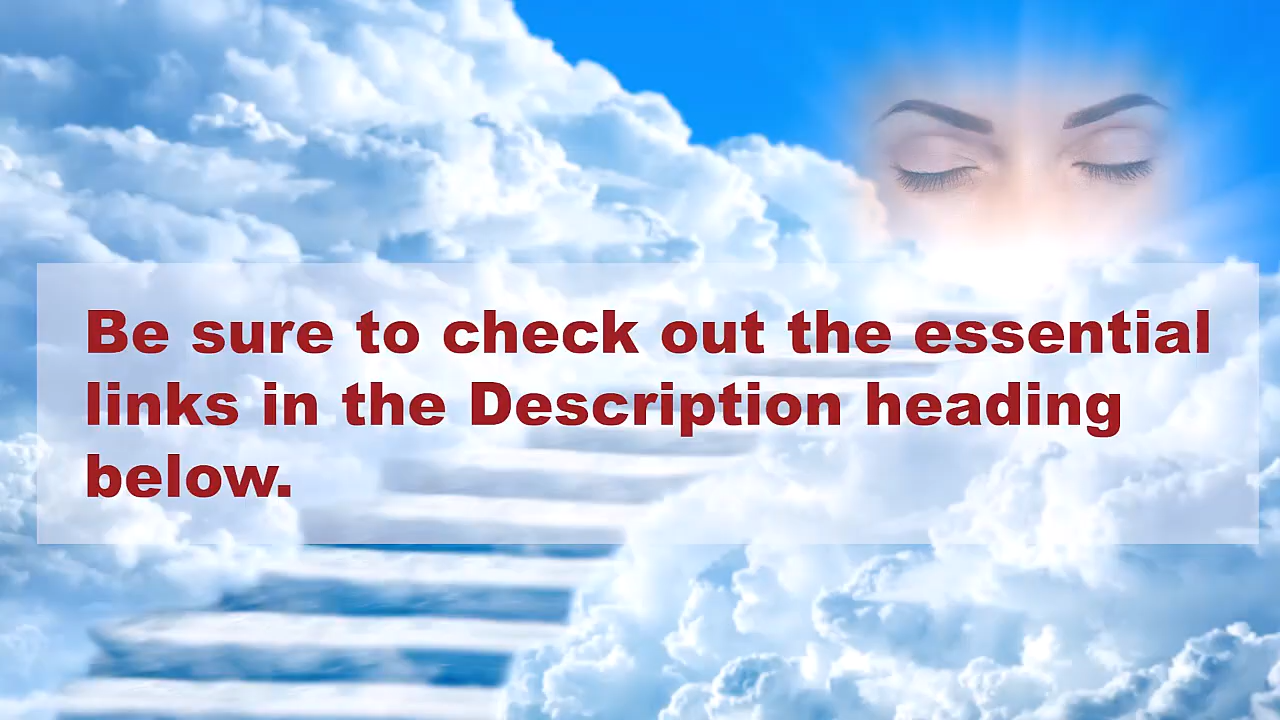 Be sure to check out the essential
links in the Description heading
below.